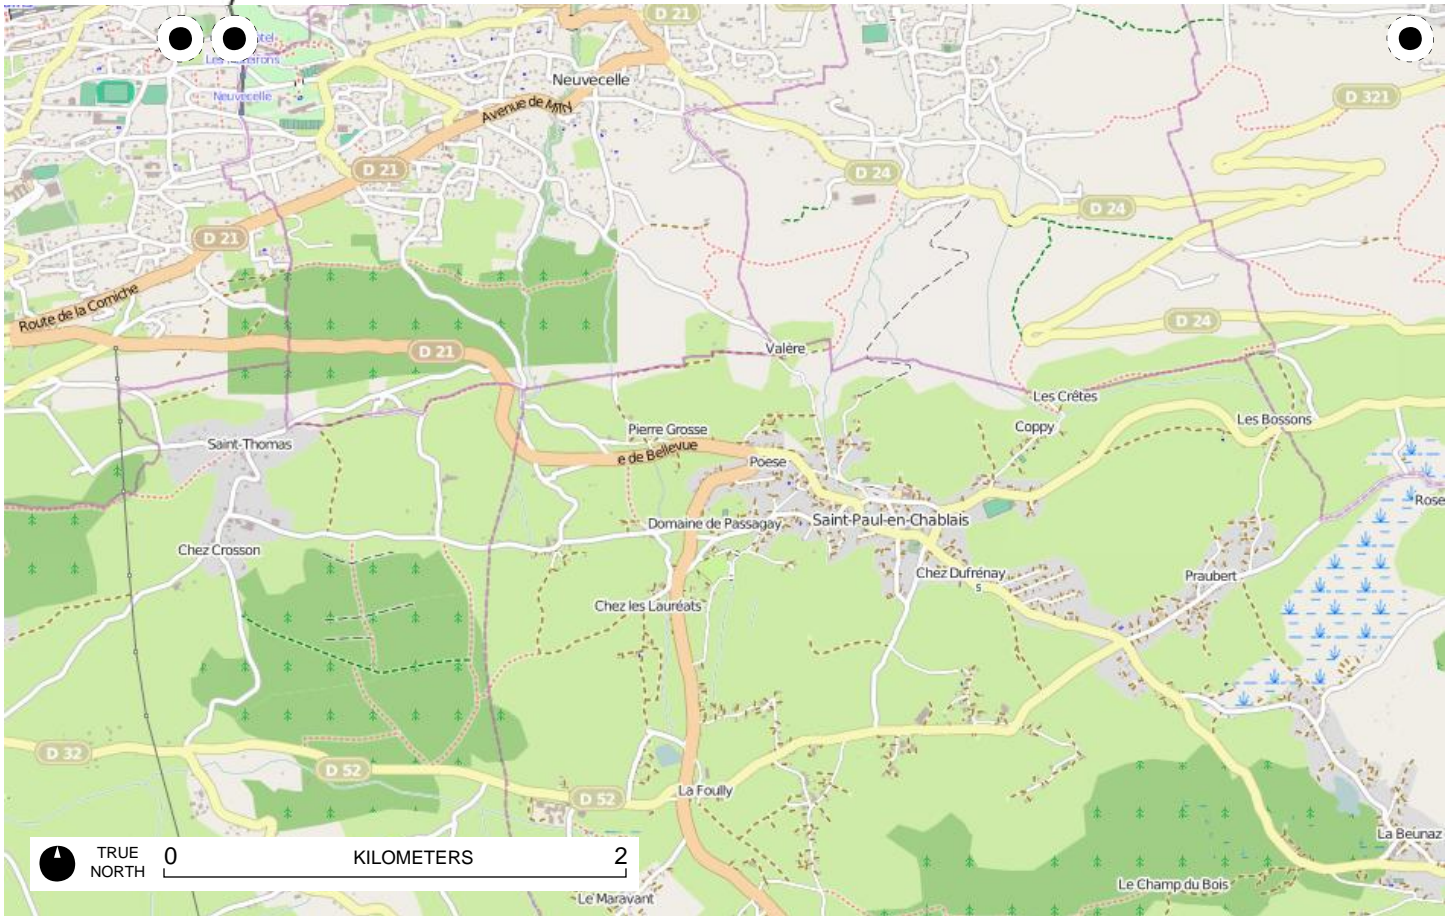 D 21
Neuvecelle
Neuvecelle
D 321
Avenue de
D 21
D 24
D 24
D 21
Route de la Corniche
D 24
D 21
Valère
Les Crêtes
Les Bossons
Coppy
Pierre Grosse
Saint-Thomas
e de Bellevue
Poese
Rose
Domaine de Passagay
Saint-Paul-en-Chablais
Chez Crosson
Chez Dufrénay
s
Praubert
Chez les Lauréats
D 32
D 52
D 52
La Foully
La Beunaz
TRUE NORTH
0 KILOMETERS 2
Le Champ du Bois
Le Maravant